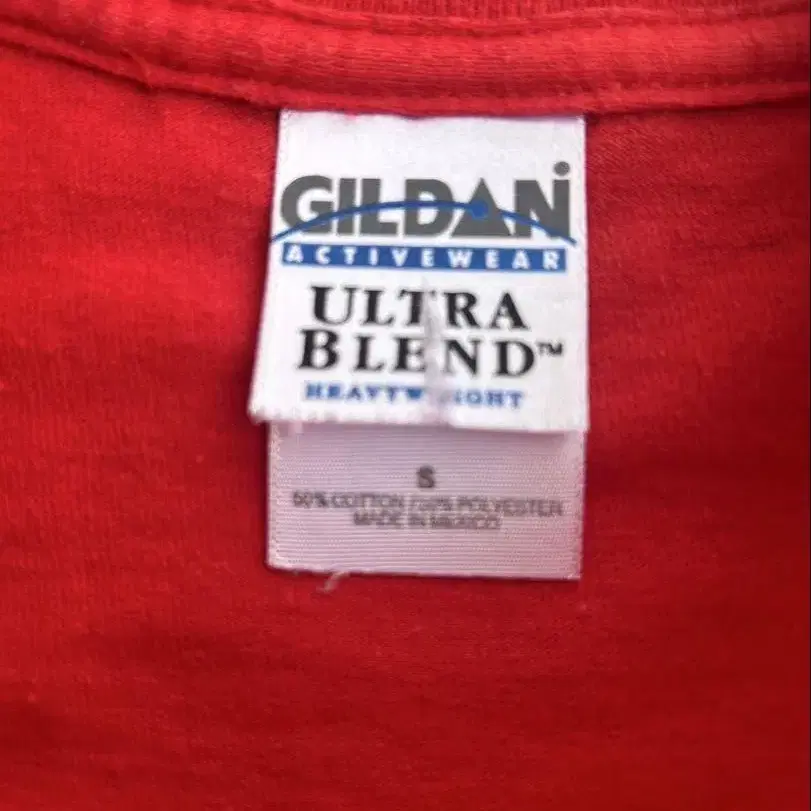 GILDAN
ACTIVEWEAR
ULTRA
BLEND™
HEAVYWEIGHT
S
50% COTTON / 50% POLYESTER
MADE IN MEXICO